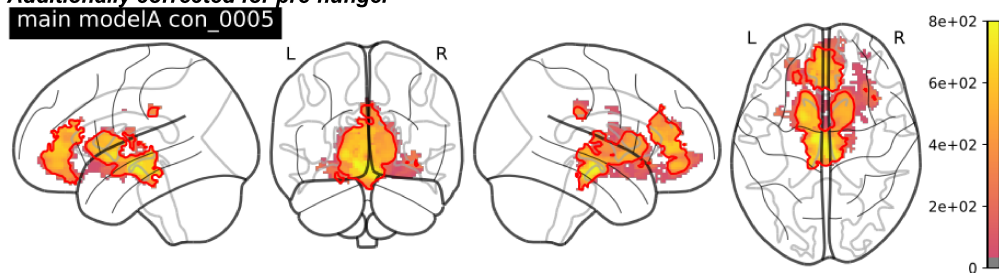 Additionally corrected for pre hunger
main modelA con_0005
L R L R
8e+02
6e+02
4e+02
2e+02
0